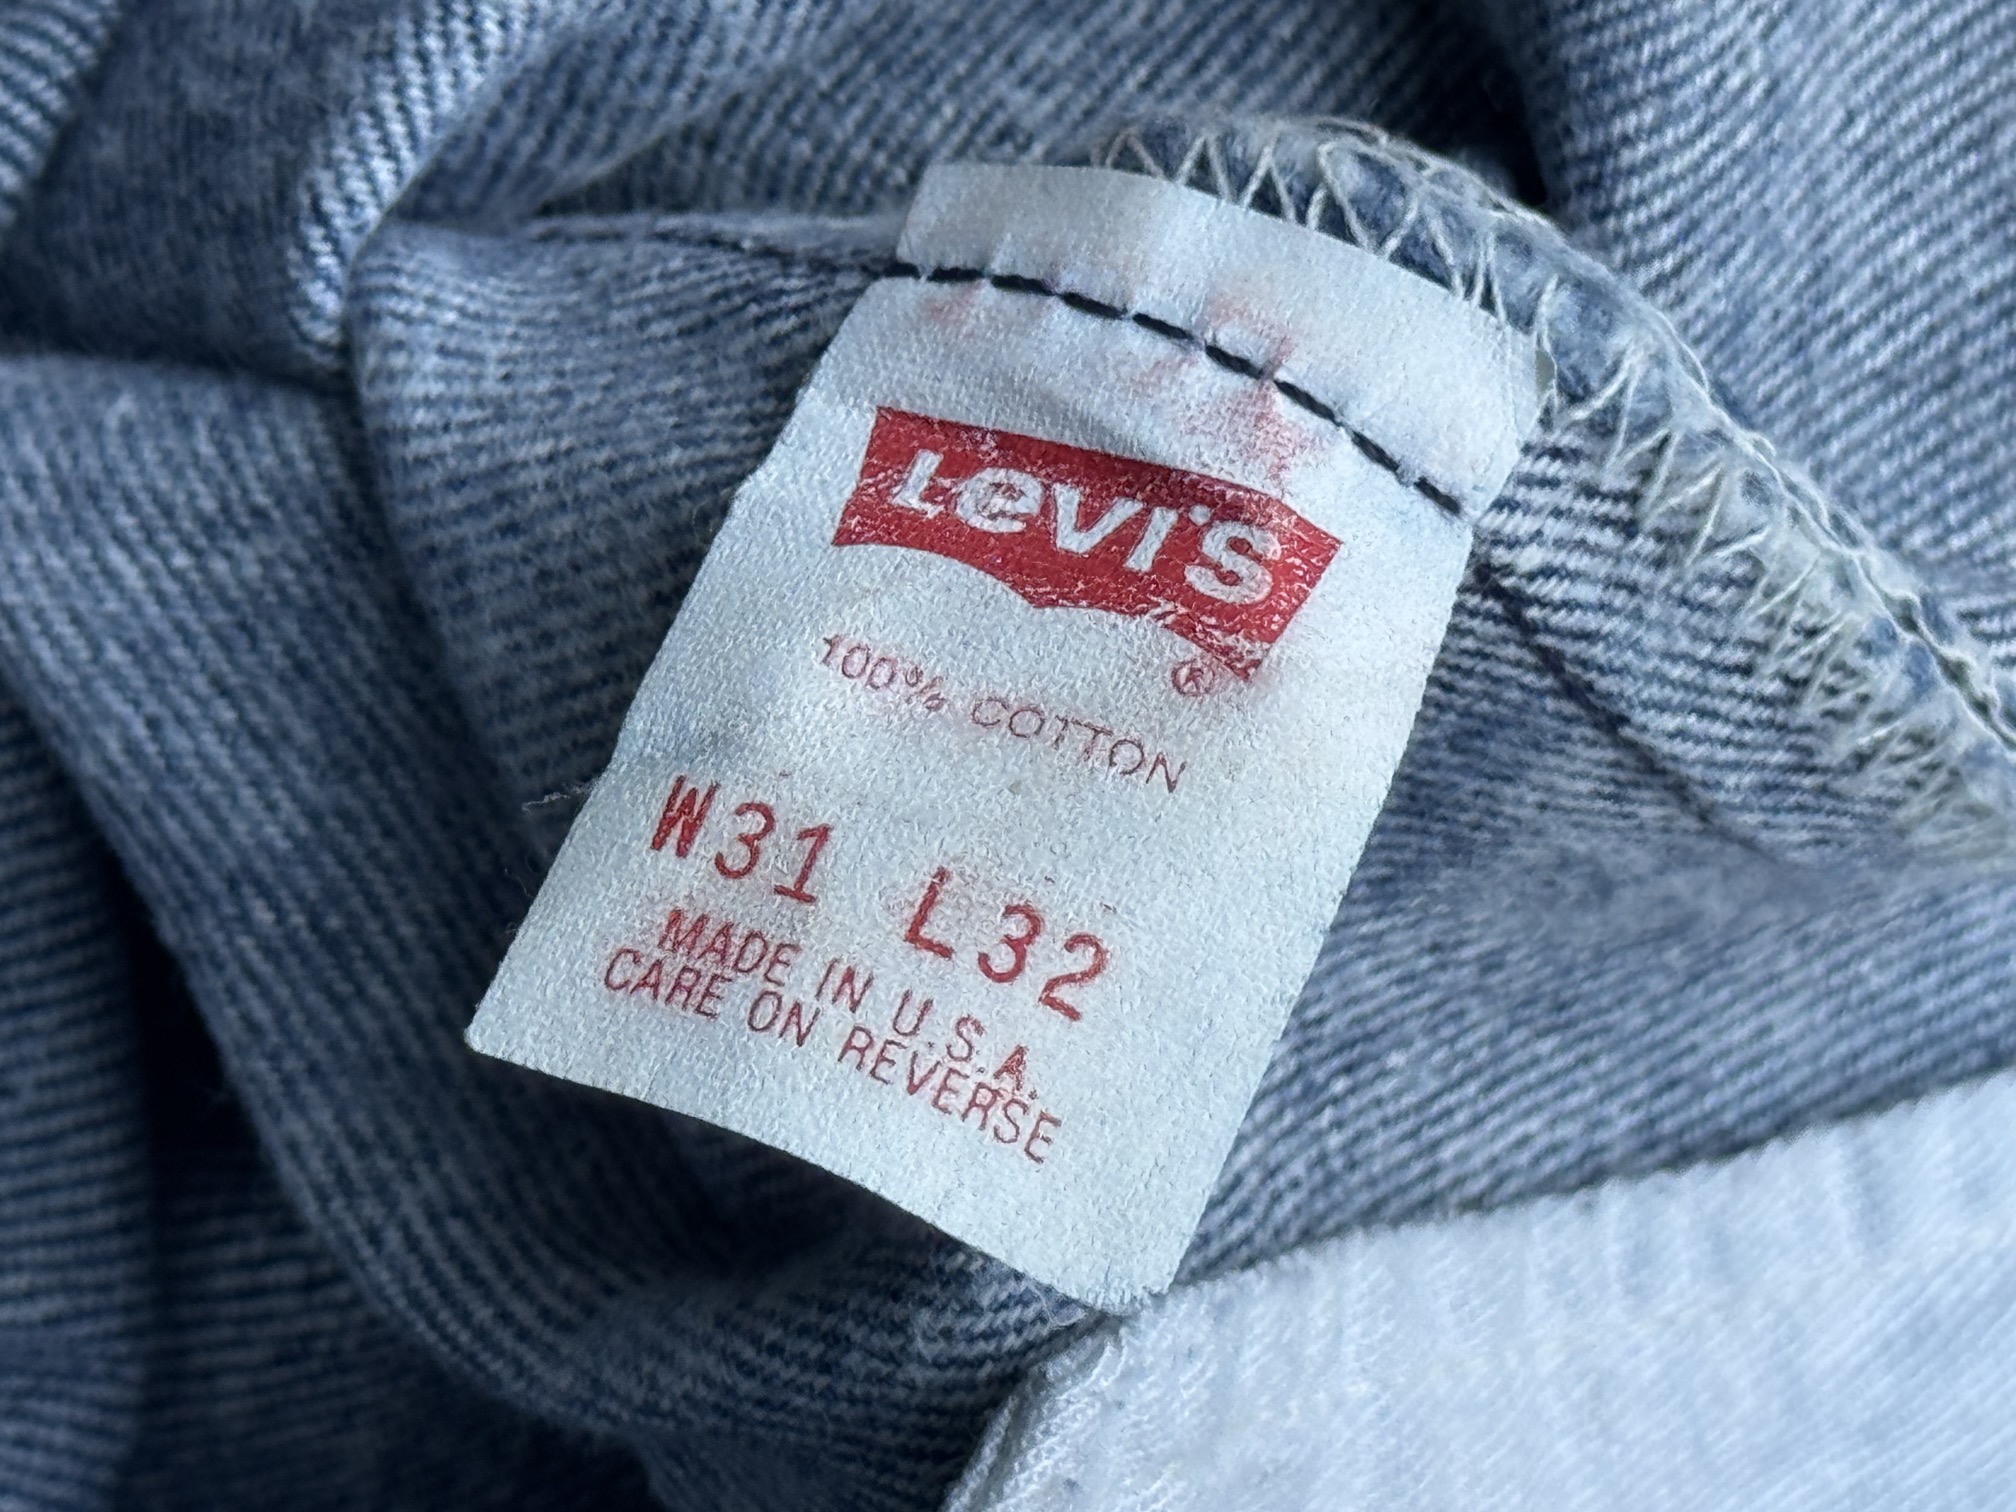 LeVI'S
®
100% COTTON
W31 L32
MADE IN U.S.A.
CARE ON REVERSE